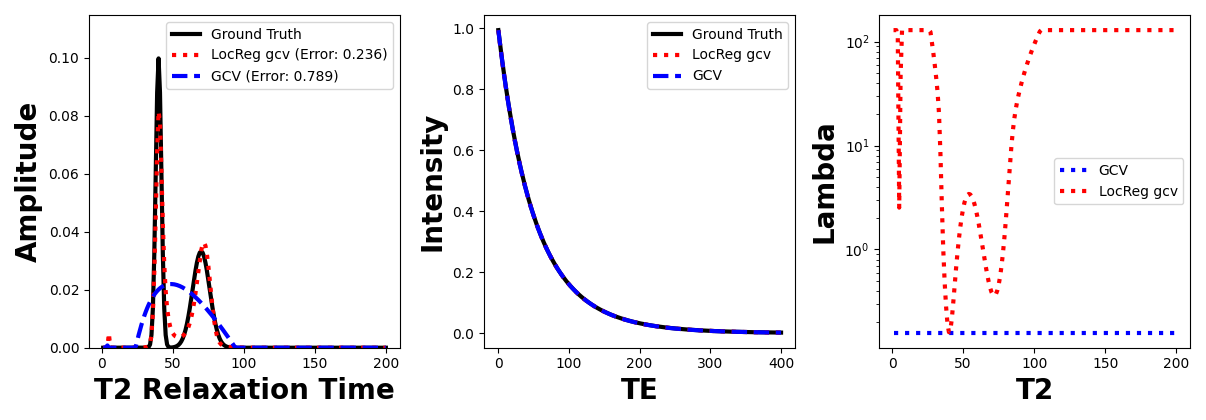 Amplitude
0.10
0.08
0.06
0.04
0.02
0.00
Ground Truth
LocReg gcv (Error: 0.236)
GCV (Error: 0.789)
0 50 100 150 200
T2 Relaxation Time
Intensity
1.0
0.8
0.6
0.4
0.2
0.0
Ground Truth
LocReg gcv
GCV
0 100 200 300 400
TE
Lambda
10²
10¹
10⁰
GCV
LocReg gcv
0 50 100 150 200
T2